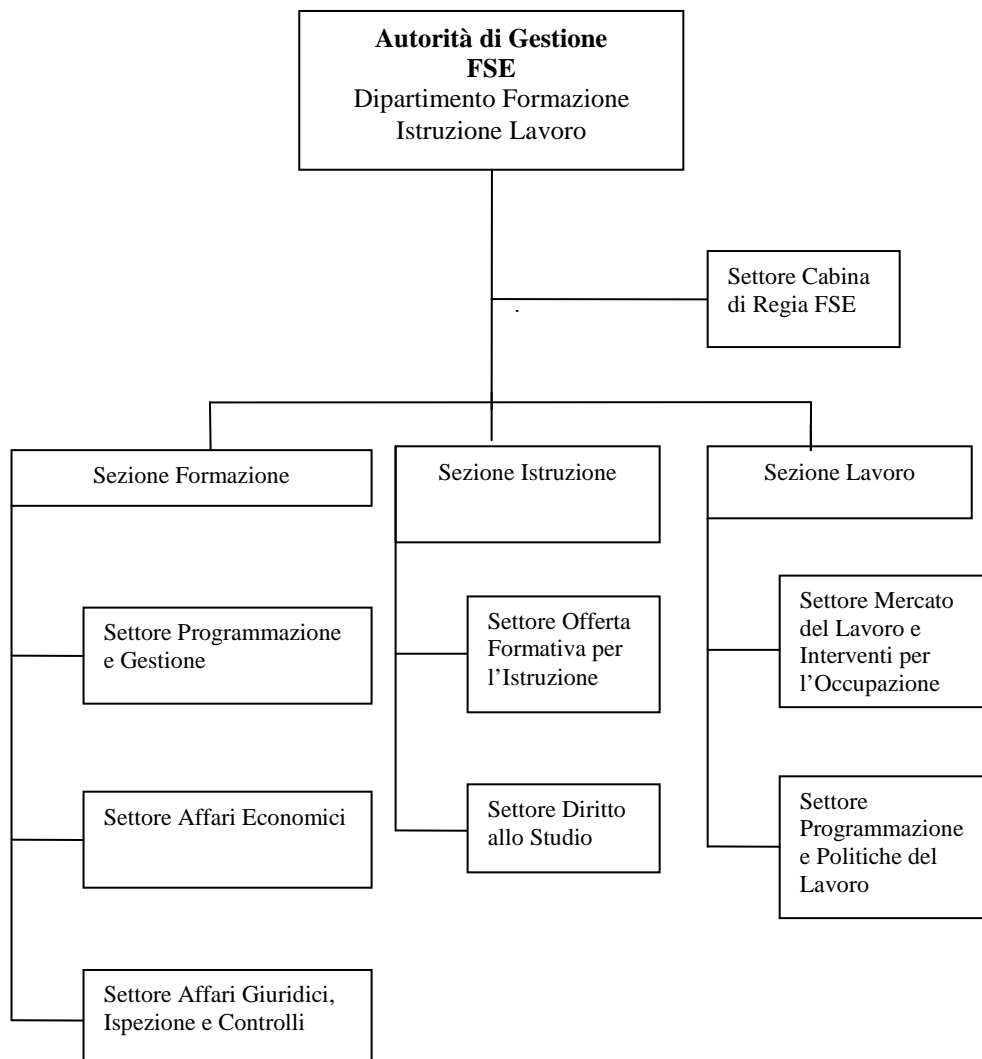 Autorità di Gestione
FSE
Dipartimento Formazione
Istruzione Lavoro
Settore Cabina
di Regia FSE
.
Sezione Formazione
Sezione Istruzione
Sezione Lavoro
Settore Programmazione
e Gestione
Settore Offerta
Formativa per
l’Istruzione
Settore Mercato
del Lavoro e
Interventi per
l’Occupazione
Settore Affari Economici
Settore Diritto
allo Studio
Settore
Programmazione
e Politiche del
Lavoro
Settore Affari Giuridici,
Ispezione e Controlli